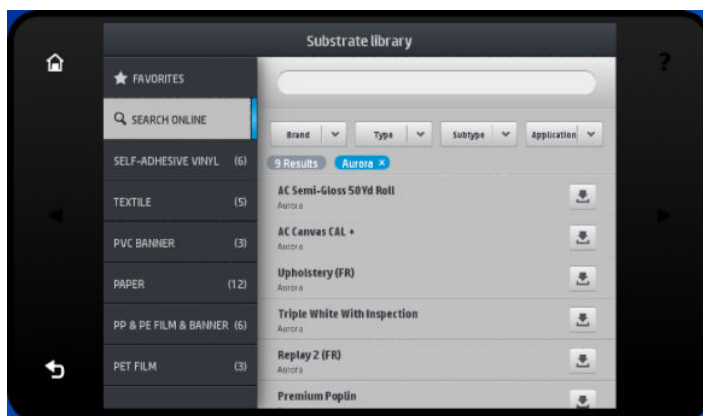 Substrate library
?
FAVORITES
SEARCH ONLINE
SELF-ADHESIVE VINYL (6)
TEXTILE (5)
PVC BANNER (3)
PAPER (12)
PP & PE FILM & BANNER (6)
PET FILM (3)
Brand Type Subtype Application
9 Results Aurora ×
AC Semi-Gloss 50Yd Roll
Aurora
AC Canvas CAL +
Aurora
Upholstery (FR)
Aurora
Triple White With Inspection
Aurora
Replay 2 (FR)
Aurora
Premium Poplin